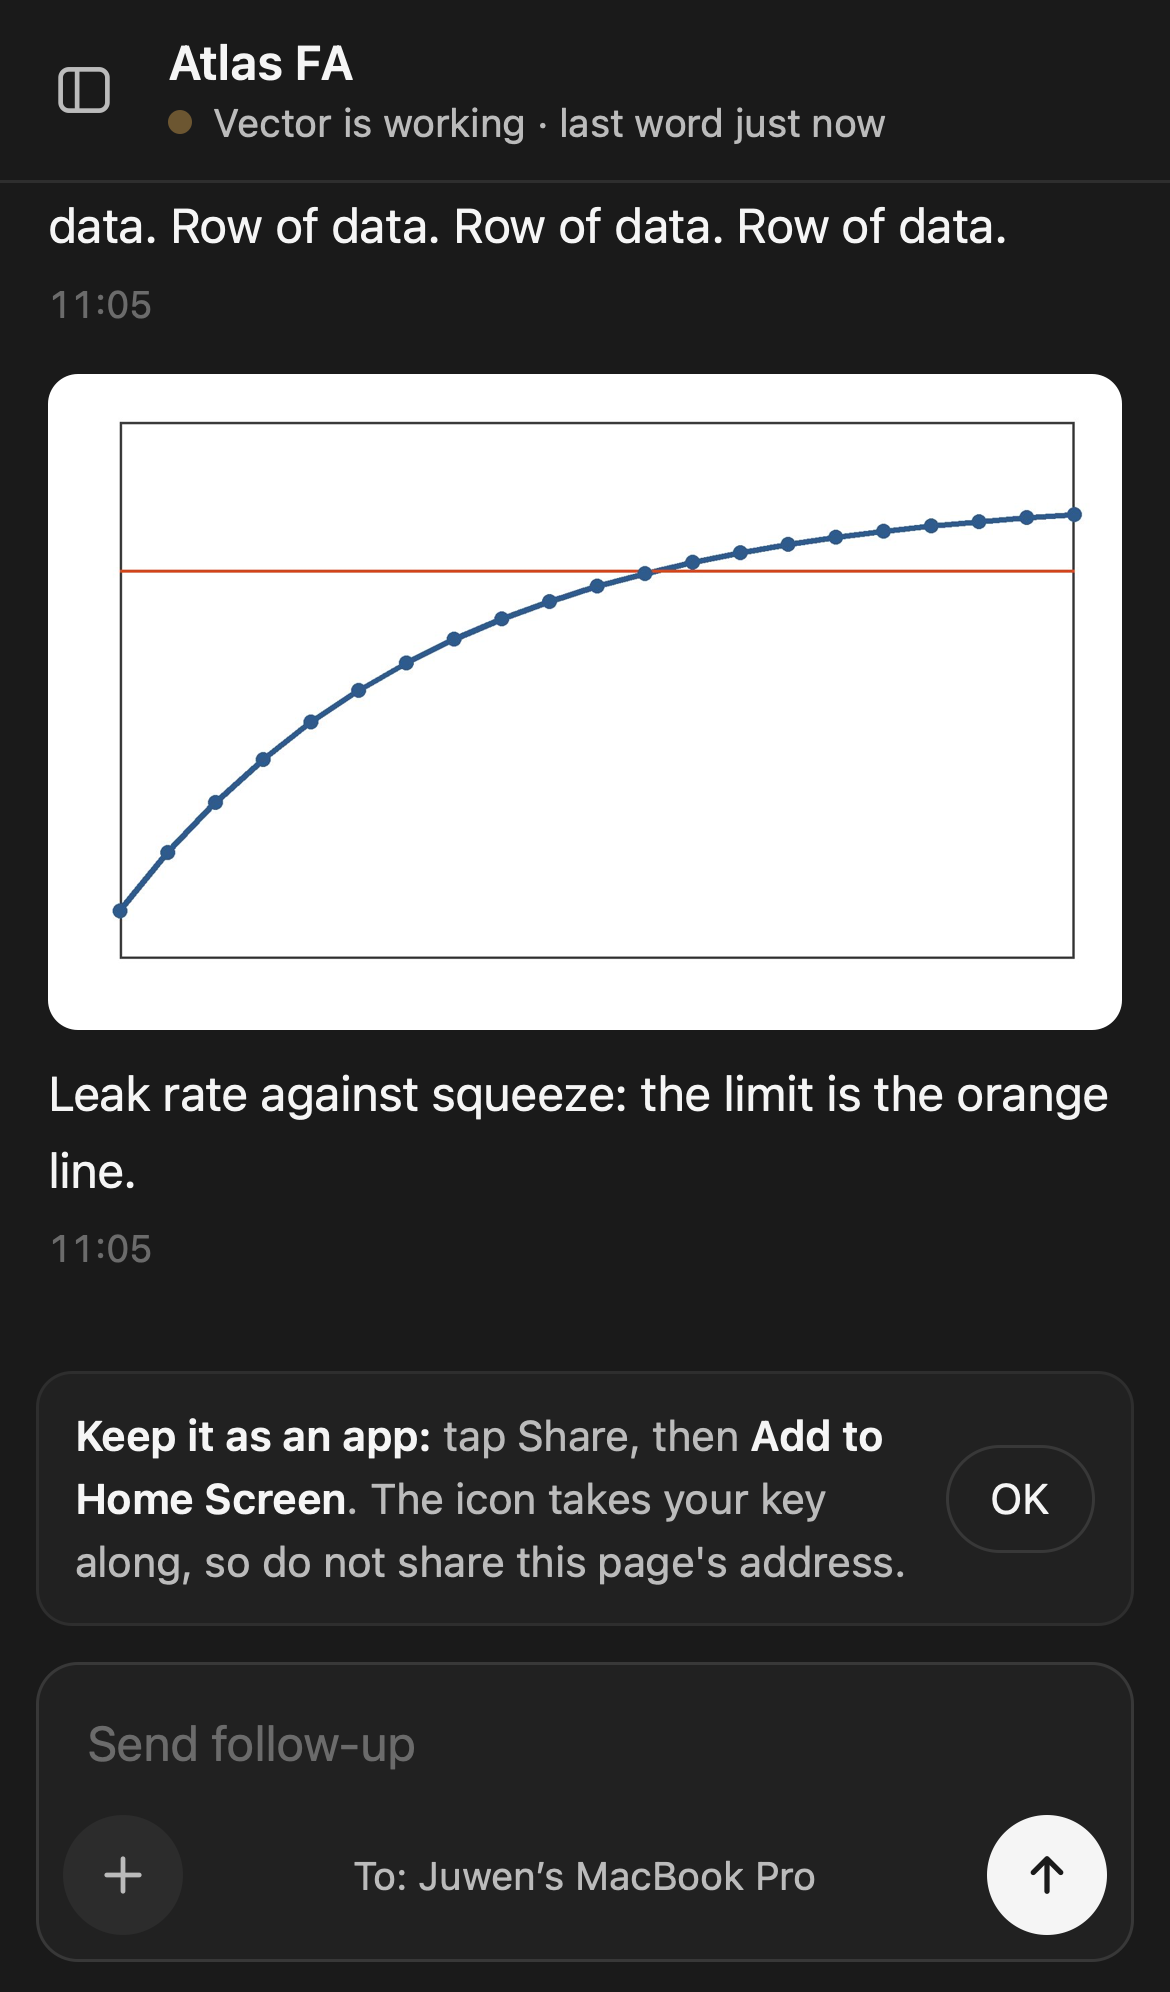 Atlas FA
Vector is working · last word just now
data. Row of data. Row of data. Row of data.
11:05
Leak rate against squeeze: the limit is the orange
line.
11:05
Keep it as an app: tap Share, then Add to
Home Screen. The icon takes your key
along, so do not share this page's address.
OK
Send follow-up
To: Juwen’s MacBook Pro